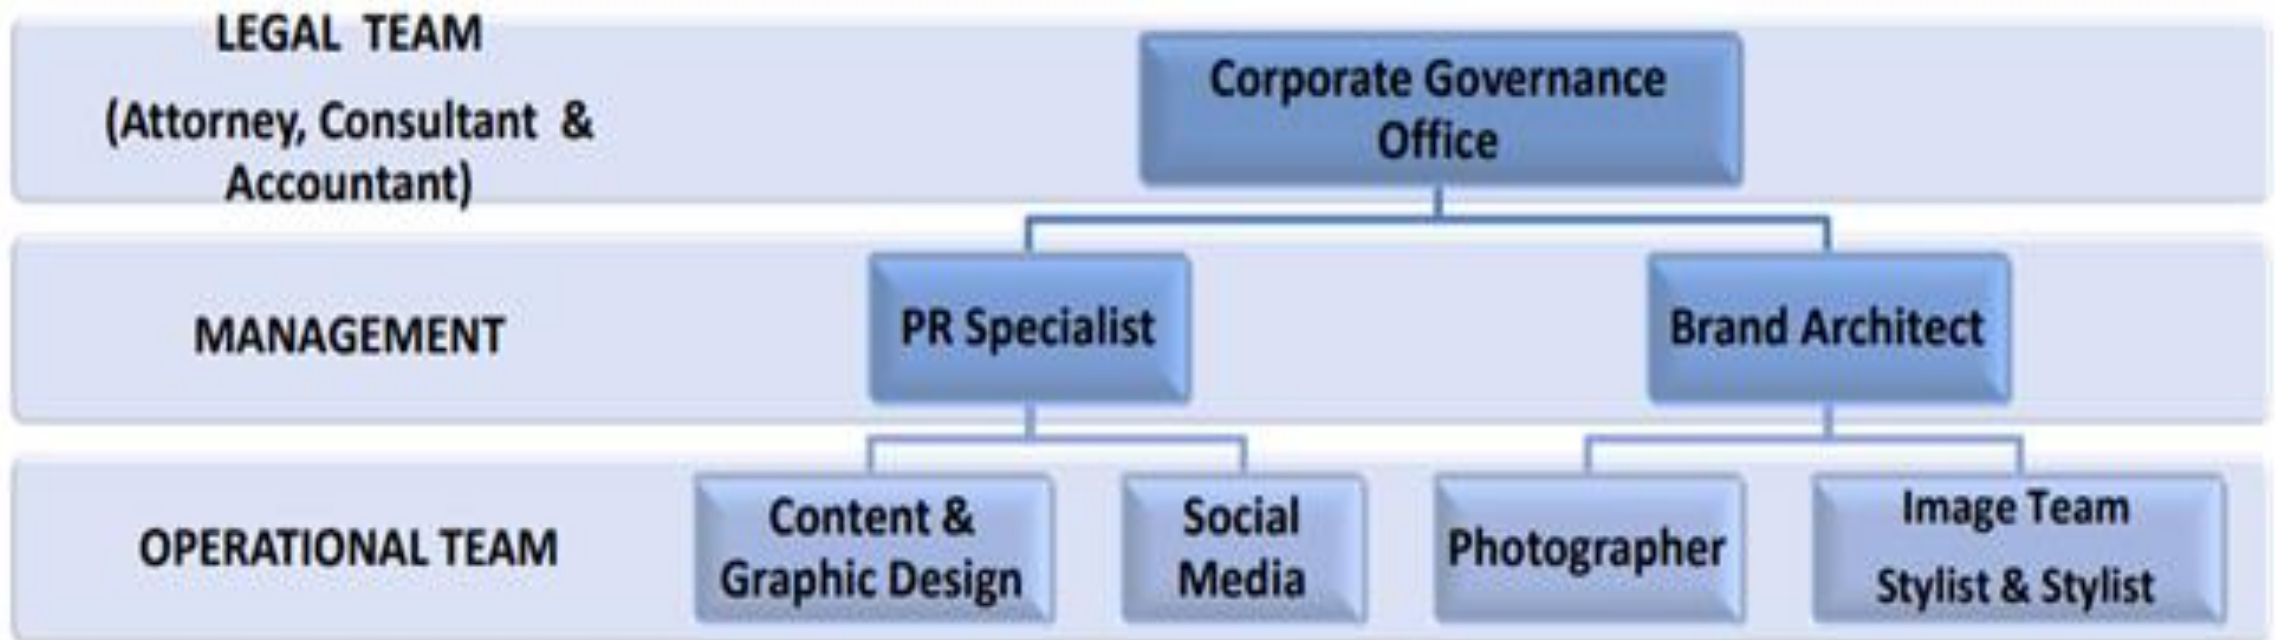 LEGAL TEAM
(Attorney, Consultant &
Accountant)
Corporate Governance
Office
MANAGEMENT
PR Specialist
Brand Architect
OPERATIONAL TEAM
Content &
Graphic Design
Social
Media
Photographer
Image Team
Stylist & Stylist